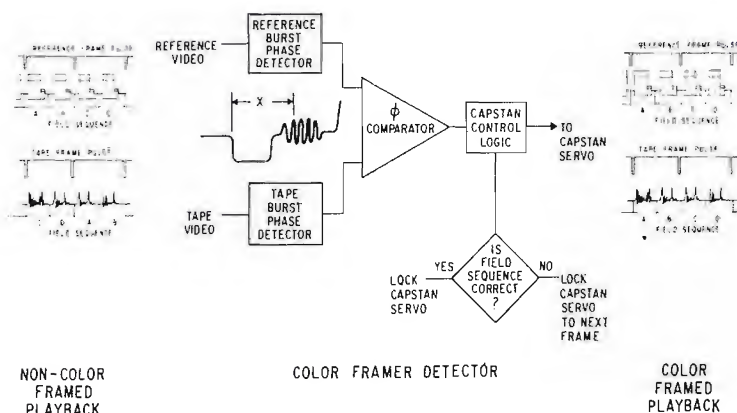 REFERENCE FRAME PULSE
A B C D
FIELD SEQUENCE
TAPE FRAME PULSE
C D A B
FIELD SEQUENCE
NON-COLOR
FRAMED
PLAYBACK
REFERENCE
VIDEO
REFERENCE
BURST
PHASE
DETECTOR
X
TAPE
VIDEO
TAPE
BURST
PHASE
DETECTOR
ϕ
COMPARATOR
CAPSTAN
CONTROL
LOGIC
TO
CAPSTAN
SERVO
IS
FIELD
SEQUENCE
CORRECT
?
YES
LOCK
CAPSTAN
SERVO
NO
LOCK
CAPSTAN
SERVO
TO NEXT
FRAME
COLOR FRAMER DETECTOR
REFERENCE FRAME PULSE
A B C D
FIELD SEQUENCE
TAPE FRAME PULSE
A B C D
FIELD SEQUENCE
COLOR
FRAMED
PLAYBACK